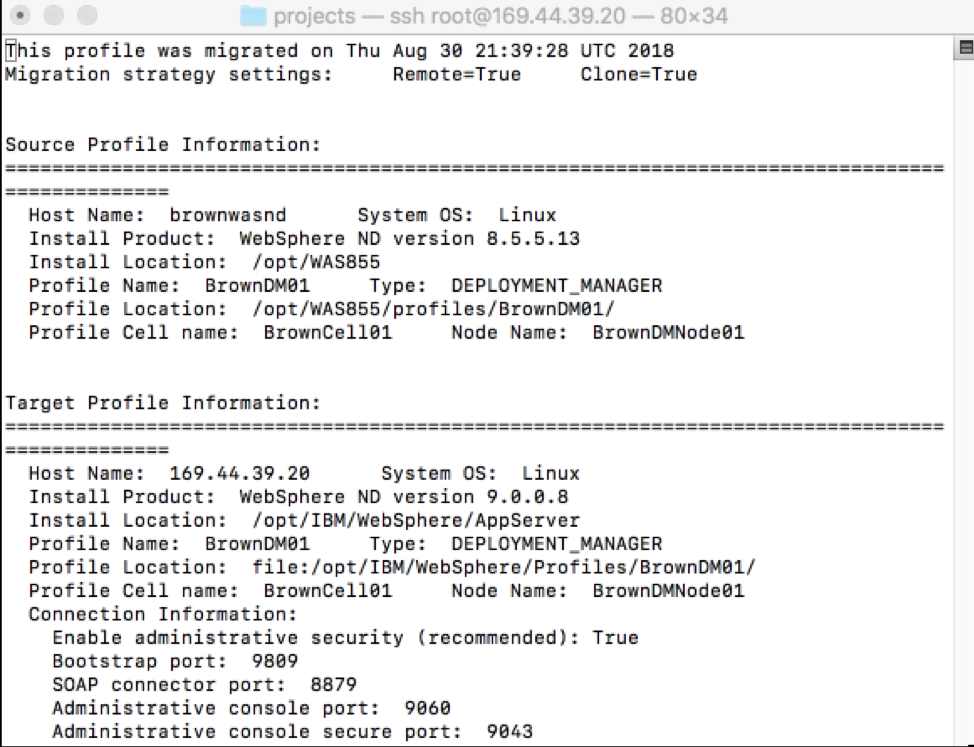 projects — ssh root@169.44.39.20 — 80×34
This profile was migrated on Thu Aug 30 21:39:28 UTC 2018
Migration strategy settings:     Remote=True     Clone=True
Source Profile Information:
================================================================================
==============
Host Name:  brownwasnd      System OS:  Linux
Install Product:  WebSphere ND version 8.5.5.13
Install Location:  /opt/WAS855
Profile Name:  BrownDM01     Type:  DEPLOYMENT_MANAGER
Profile Location:  /opt/WAS855/profiles/BrownDM01/
Profile Cell name:  BrownCell01     Node Name:  BrownDMNode01
Target Profile Information:
================================================================================
==============
Host Name:  169.44.39.20      System OS:  Linux
Install Product:  WebSphere ND version 9.0.0.8
Install Location:  /opt/IBM/WebSphere/AppServer
Profile Name:  BrownDM01     Type:  DEPLOYMENT_MANAGER
Profile Location:  file:/opt/IBM/WebSphere/Profiles/BrownDM01/
Profile Cell name:  BrownCell01     Node Name:  BrownDMNode01
Connection Information:
Enable administrative security (recommended): True
Bootstrap port:  9809
SOAP connector port:  8879
Administrative console port:  9060
Administrative console secure port:  9043